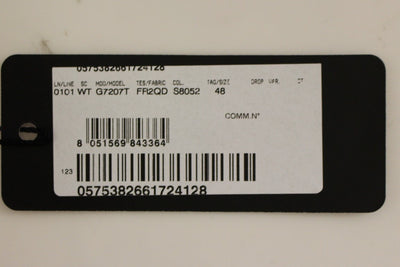 0575382661724128
LN/LINE SC MOD/MODEL TES/FABRIC COL. TAG/SIZE DROP VAR. CT
0101 WT G7207T FR2QD S8052 48
COMM.N°
8 051569 843364
123
0575382661724128